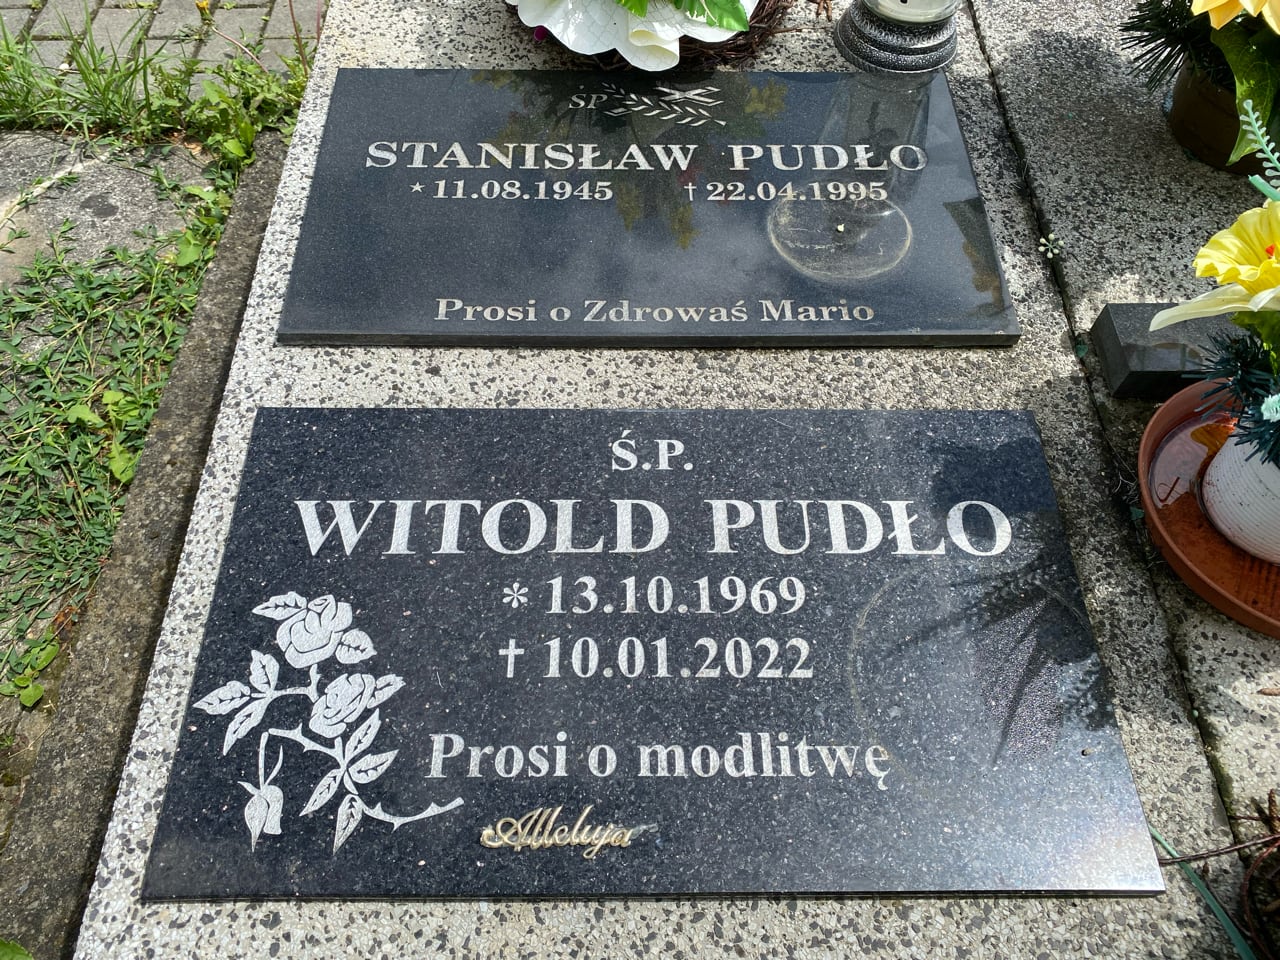 ŚP
STANISŁAW PUDŁO
* 11.08.1945 † 22.04.1995
Prosi o Zdrowaś Mario
Ś.P.
WITOLD PUDŁO
* 13.10.1969
† 10.01.2022
Prosi o modlitwę
Alleluja